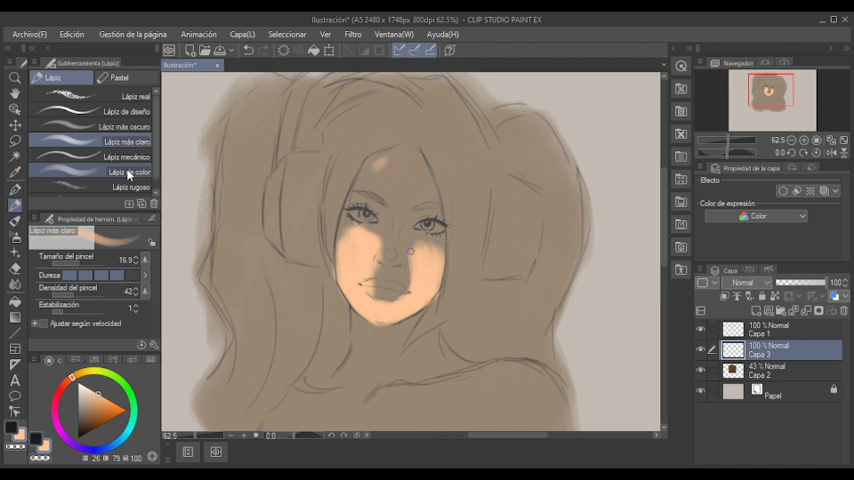 Ilustración* (A5 2480 x 1748px 300dpi 62.5%) - CLIP STUDIO PAINT EX
Archivo(F) Edición Gestión de la página Animación Capa(L) Seleccionar Ver Filtro Ventana(W) Ayuda(H)
Subherramienta [Lápiz]
Lápiz Pastel
Lápiz real
Lápiz de diseño
Lápiz más oscuro
Lápiz más claro
Lápiz mecánico
Lápiz de color
Lápiz rugoso
Propiedad de herram. [Lápiz
Lápiz más claro
Tamaño del pincel 16.9
Dureza
Densidad del pincel 42
Estabilización 1
Ajustar según velocidad
26 79 100
Ilustración*
62.5 0.0
Navegador
62.5
0.0
Propiedad de la capa
Efecto
Color de expresión
Color
Capa
Normal 100
100 % Normal
Capa 1
100 % Normal
Capa 3
43 % Normal
Capa 2
Papel